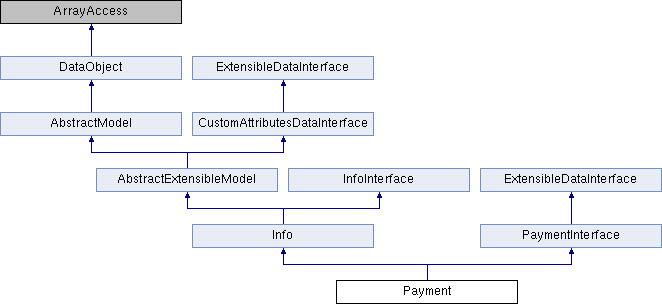 ArrayAccess
DataObject
ExtensibleDataInterface
AbstractModel
CustomAttributesDataInterface
AbstractExtensibleModel
InfoInterface
ExtensibleDataInterface
Info
PaymentInterface
Payment